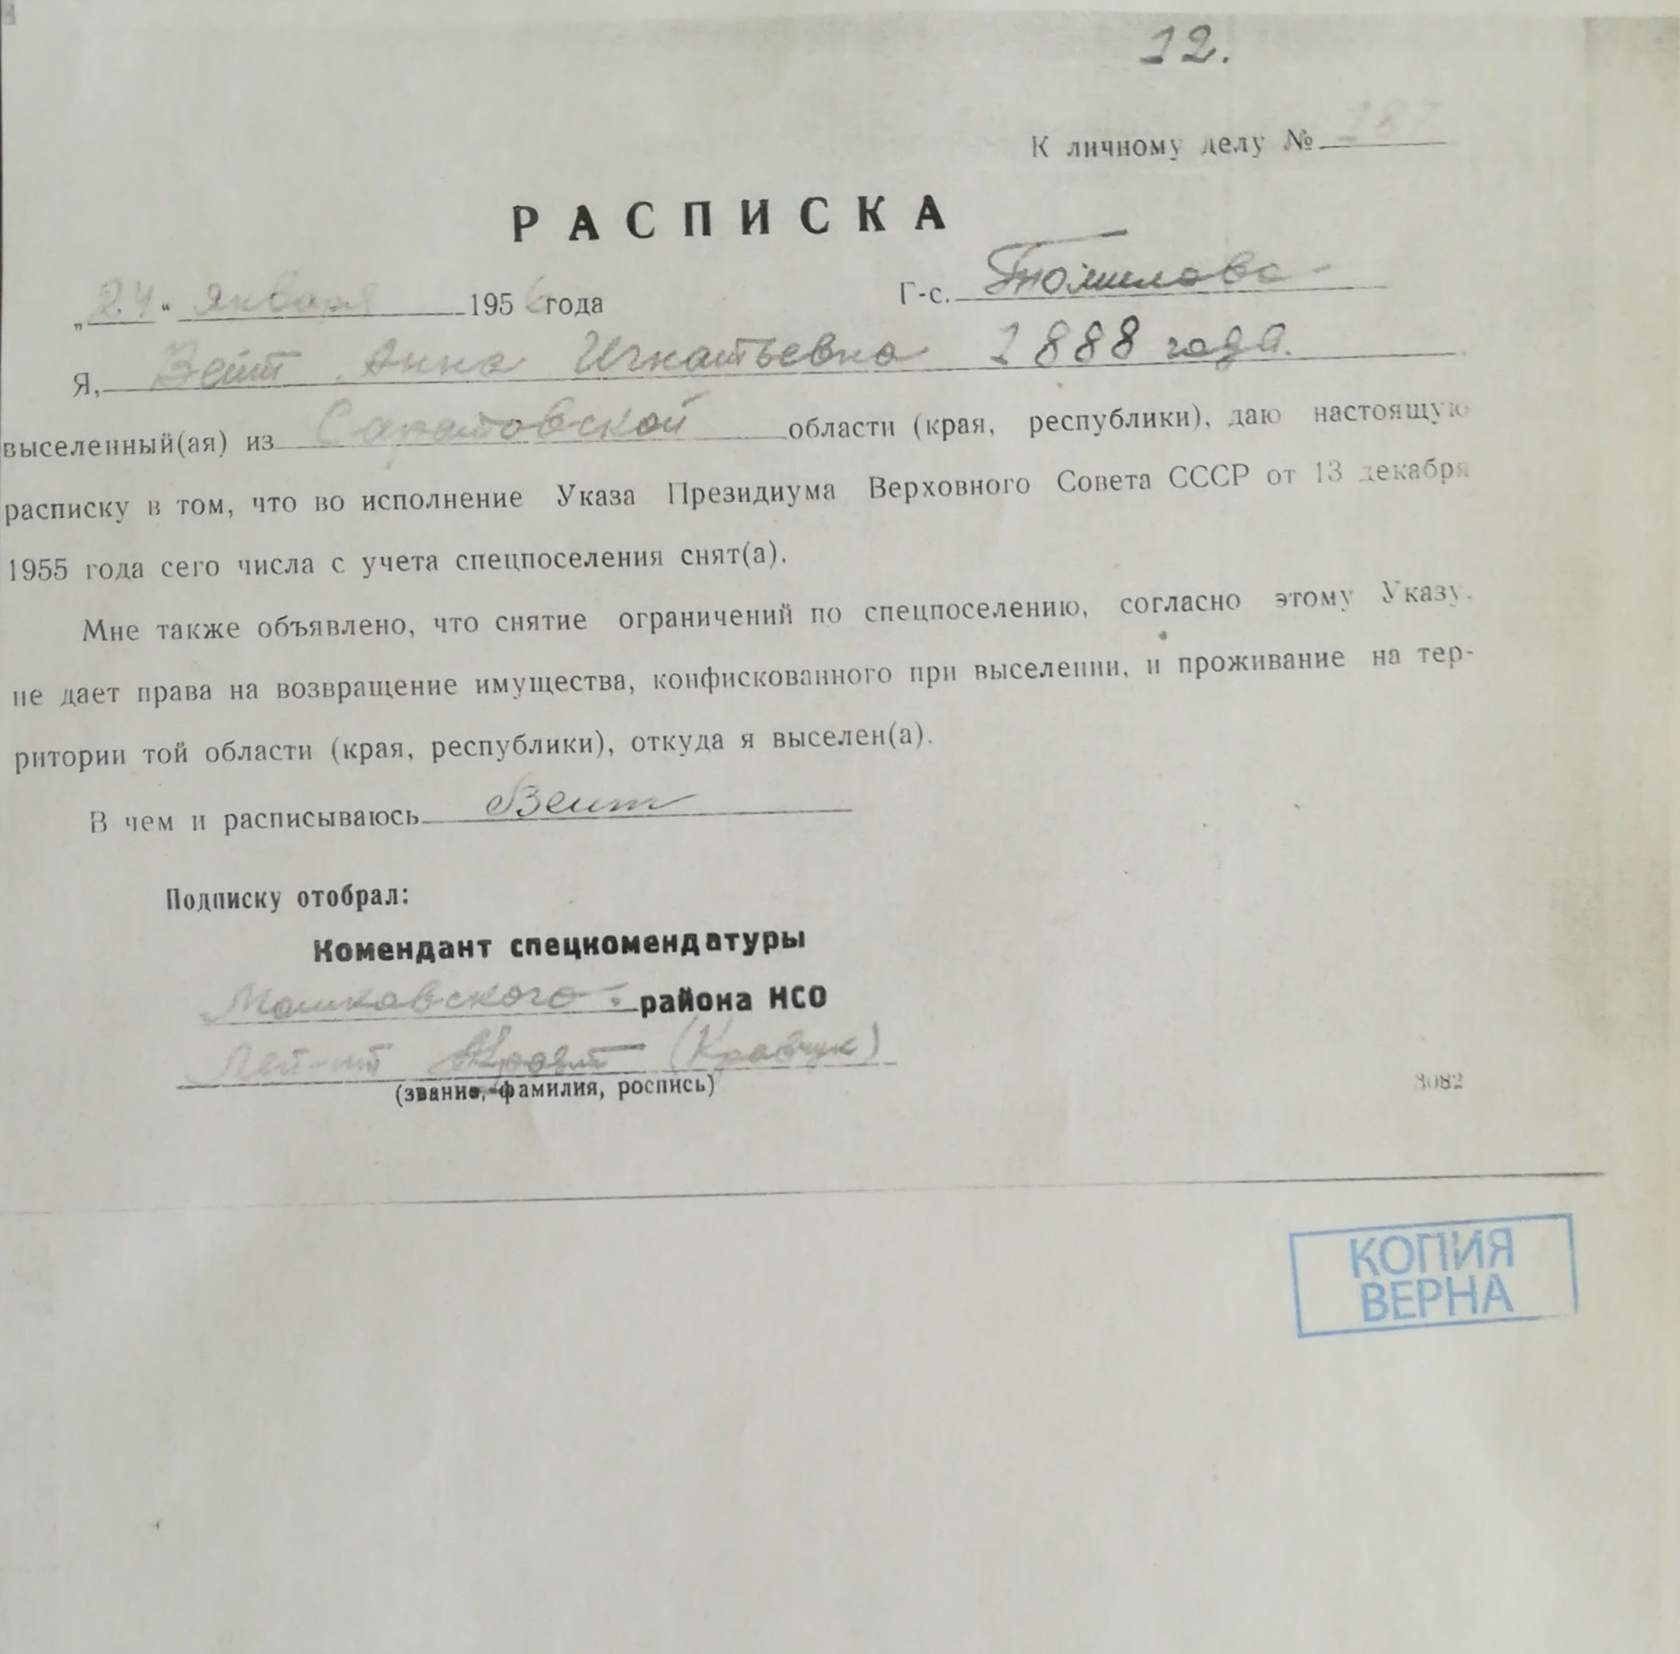 12.
К личному делу № 287
РАСПИСКА
„24“ января 1956 года Г-с. Томилово
Я, Вейт Анна Игнатьевна 1888 года.
выселенный(ая) из Саратовской области (края, республики), даю настоящую
расписку в том, что во исполнение Указа Президиума Верховного Совета СССР от 13 декабря
1955 года сего числа с учета спецпоселения снят(а).
Мне также объявлено, что снятие ограничений по спецпоселению, согласно этому Указу,
не дает права на возвращение имущества, конфискованного при выселении, и проживание на тер-
ритории той области (края, республики), откуда я выселен(а).
В чем и расписываюсь Вейт
Подписку отобрал:
Комендант спецкомендатуры
Мошковского района НСО
Лей-нт (Кравчук)
(звание, фамилия, роспись)
3082
КОПИЯ
ВЕРНА